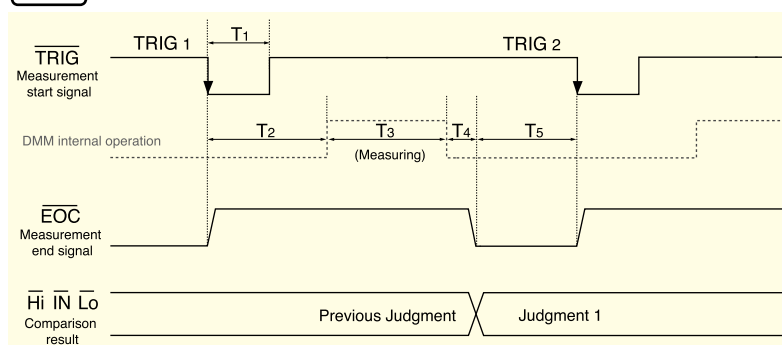 TRIG 1
T1
TRIG 2
TRIG
Measurement
start signal
DMM internal operation
T2
T3
T4
T5
(Measuring)
EOC
Measurement
end signal
Hi IN Lo
Comparison
result
Previous Judgment
Judgment 1